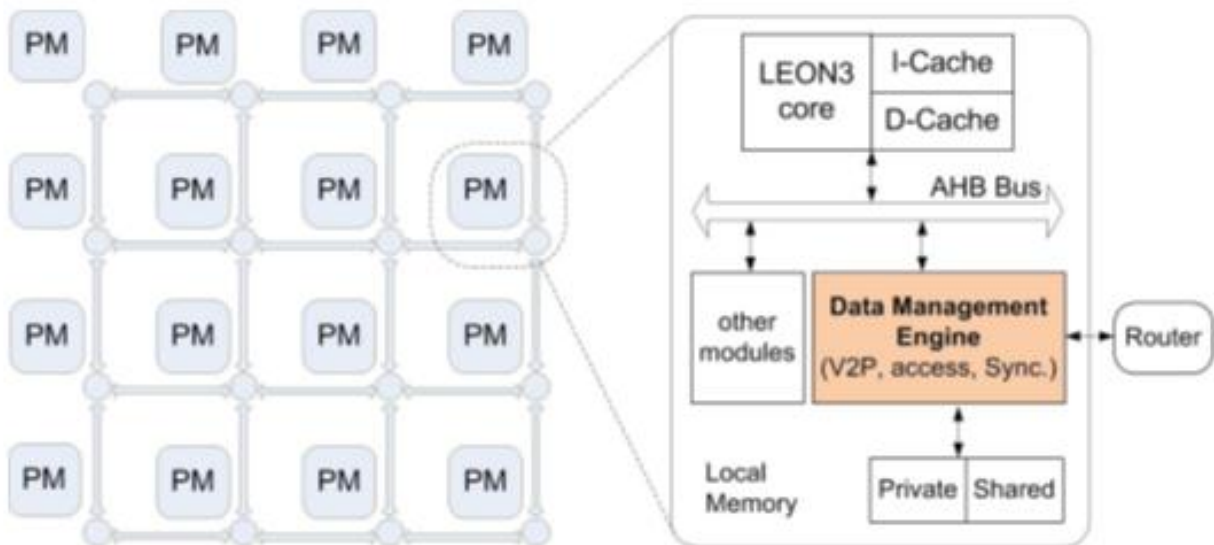 PM PM PM PM
PM PM PM PM
PM PM PM PM
PM PM PM PM
LEON3
core
I-Cache
D-Cache
AHB Bus
other
modules
Data Management
Engine
(V2P, access, Sync.)
Router
Local
Memory
Private
Shared